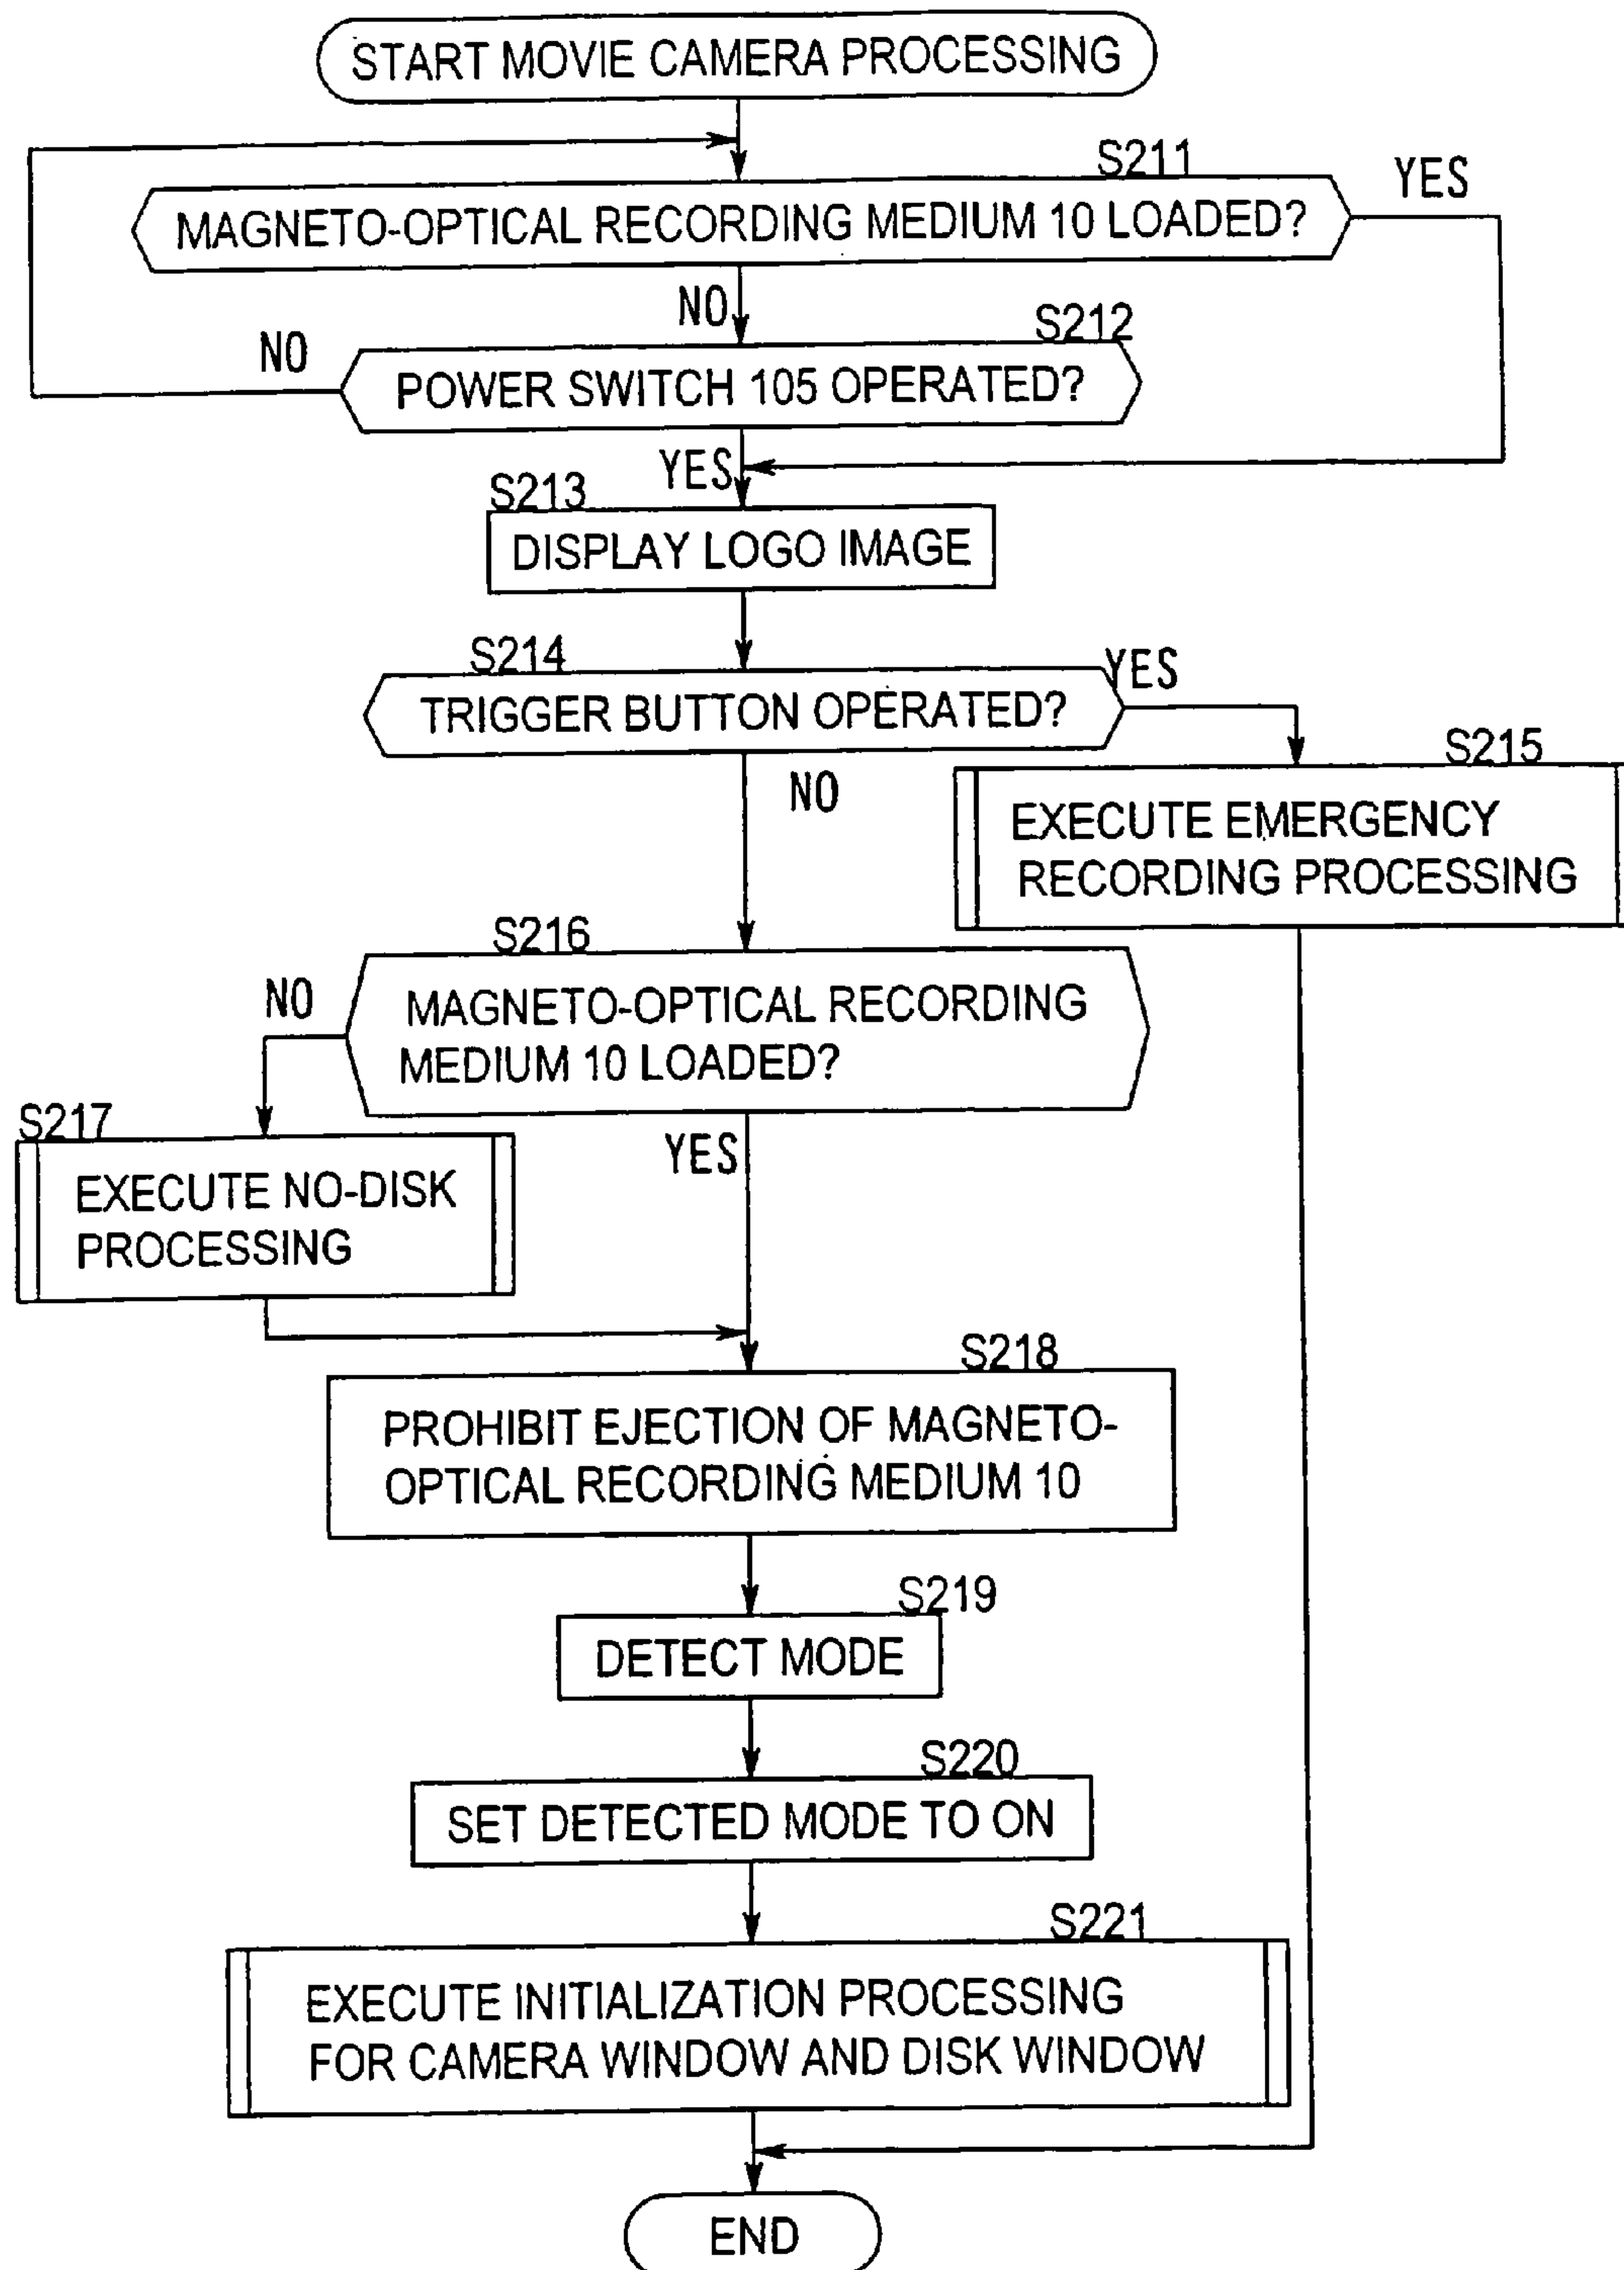 START MOVIE CAMERA PROCESSING
S211
YES
MAGNETO-OPTICAL RECORDING MEDIUM 10 LOADED?
NO
S212
NO
POWER SWITCH 105 OPERATED?
YES
S213
DISPLAY LOGO IMAGE
S214
YES
TRIGGER BUTTON OPERATED?
S215
NO
EXECUTE EMERGENCY
RECORDING PROCESSING
S216
NO
MAGNETO-OPTICAL RECORDING
MEDIUM 10 LOADED?
S217
YES
EXECUTE NO-DISK
PROCESSING
S218
PROHIBIT EJECTION OF MAGNETO-
OPTICAL RECORDING MEDIUM 10
S219
DETECT MODE
S220
SET DETECTED MODE TO ON
S221
EXECUTE INITIALIZATION PROCESSING
FOR CAMERA WINDOW AND DISK WINDOW
END